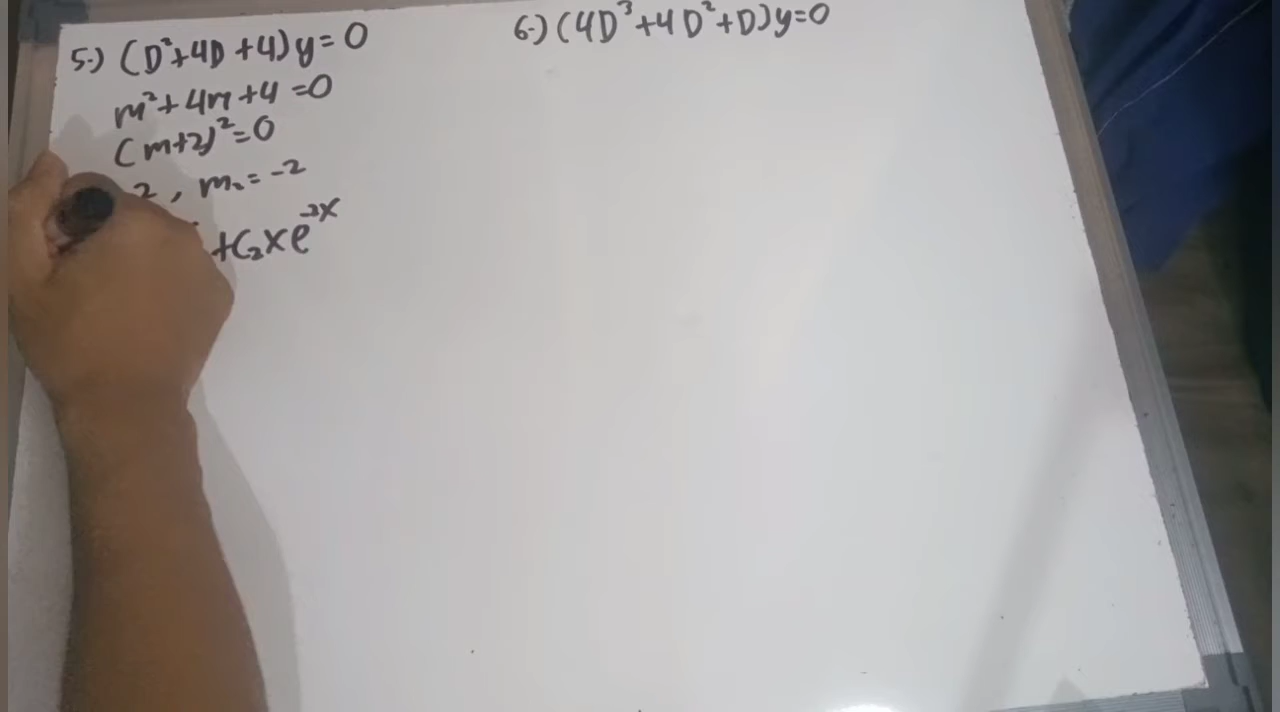 5.) (D²+4D+4)y=0
m²+4m+4=0
(m+2)²=0
2, m₂=-2
+C₂xe⁻²ˣ
6.) (4D³+4D²+D)y=0